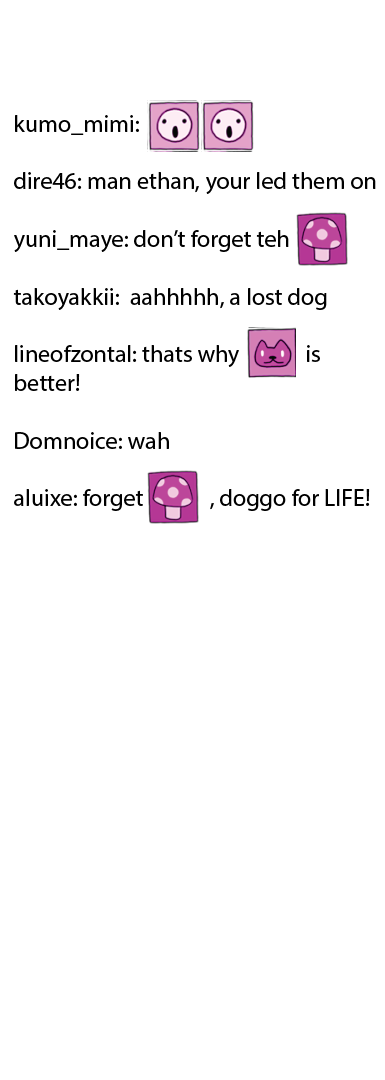 kumo_mimi:
dire46: man ethan, your led them on
yuni_maye: don't forget teh
takoyakkii: aahhhhh, a lost dog
lineofzontal: thats why is
better!
Domnoice: wah
aluixe: forget , doggo for LIFE!